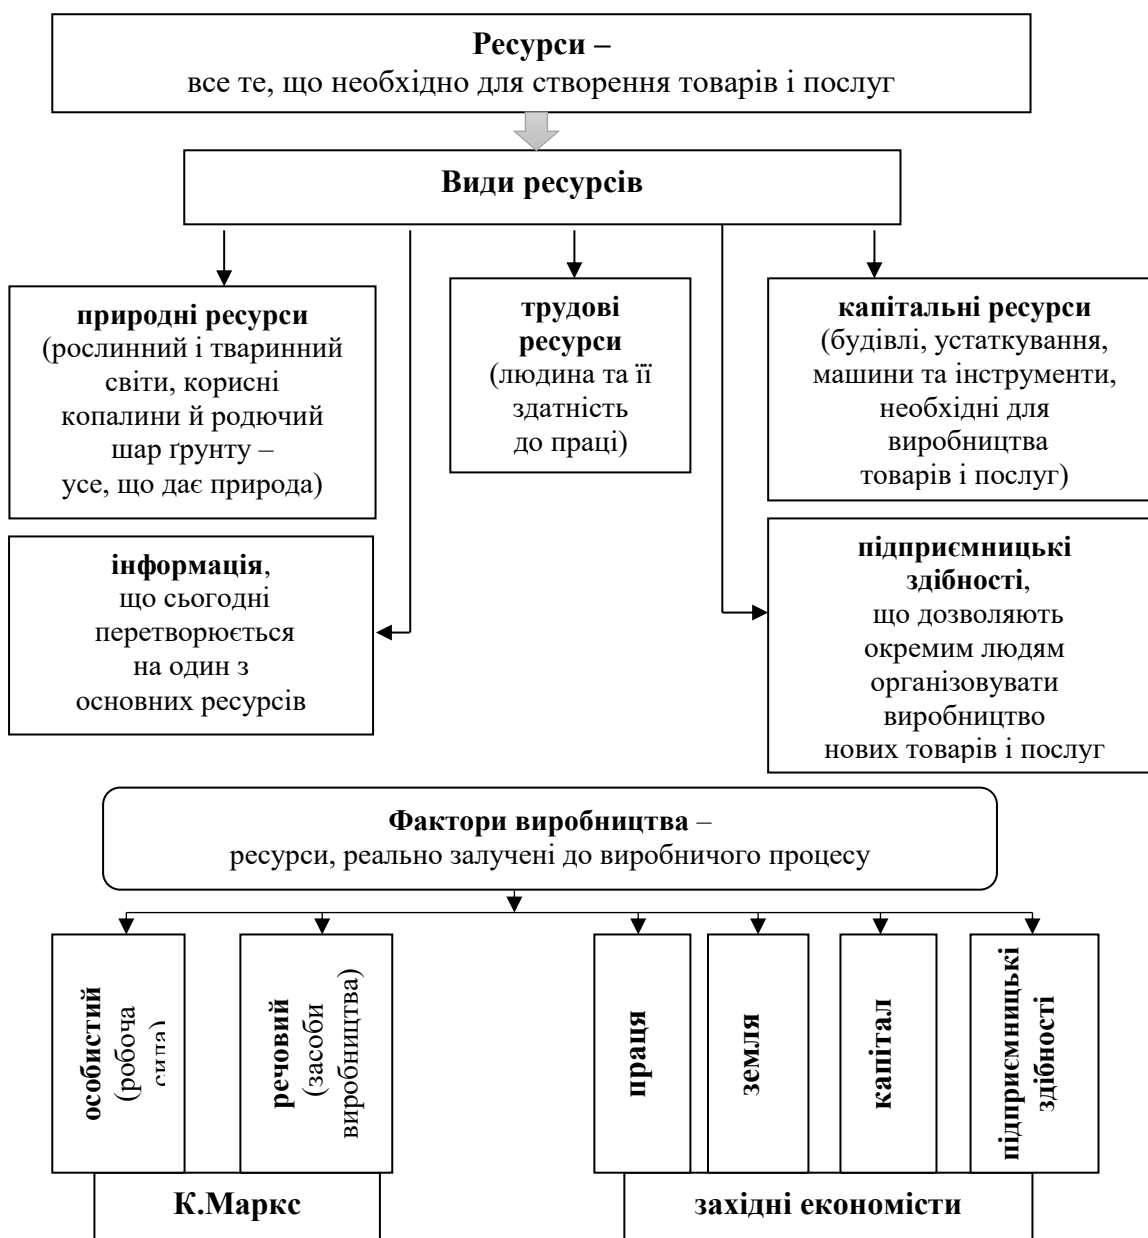 Ресурси –
все те, що необхідно для створення товарів і послуг
Види ресурсів
природні ресурси
(рослинний і тваринний
світи, корисні
копалини й родючий
шар ґрунту –
усе, що дає природа)
трудові
ресурси
(людина та її
здатність
до праці)
капітальні ресурси
(будівлі, устаткування,
машини та інструменти,
необхідні для
виробництва
товарів і послуг)
інформація,
що сьогодні
перетворюється
на один з
основних ресурсів
підприємницькі
здібності,
що дозволяють
окремим людям
організовувати
виробництво
нових товарів і послуг
Фактори виробництва –
ресурси, реально залучені до виробничого процесу
особистий
(робоча
сила)
речовий
(засоби
виробництва)
праця
земля
капітал
підприємницькі
здібності
К.Маркс
західні економісти